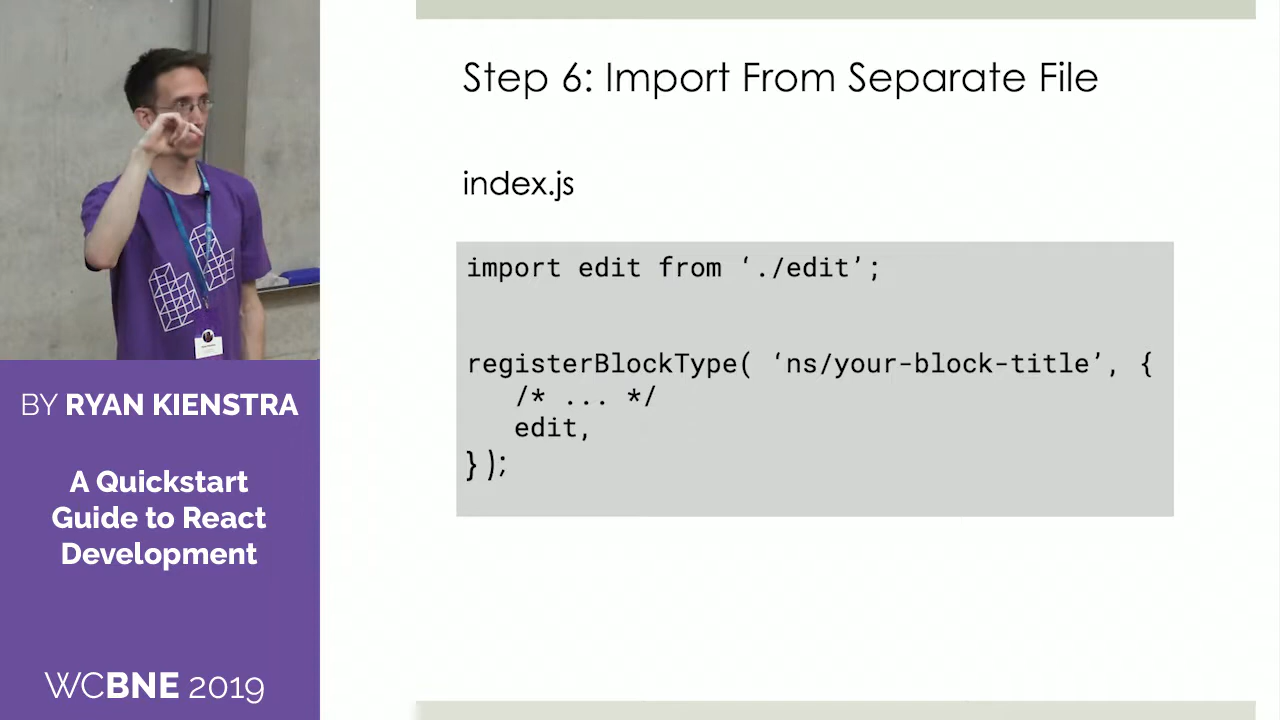 Step 6: Import From Separate File
index.js
import edit from ‘./edit’;
registerBlockType( ‘ns/your-block-title’, {
/* ... */
edit,
} );
BY RYAN KIENSTRA
A Quickstart
Guide to React
Development
WCBNE 2019